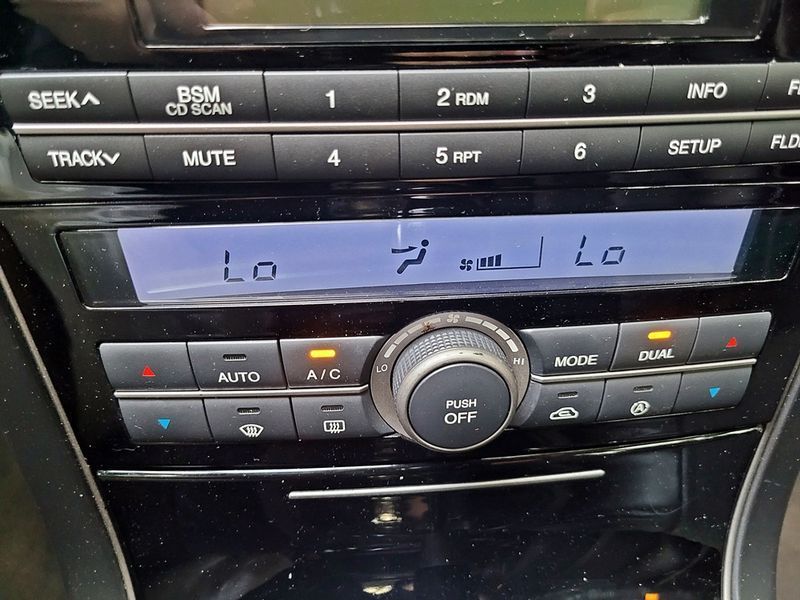 SEEK
BSM
CD SCAN
1
2 RDM
3
INFO
TRACK
MUTE
4
5 RPT
6
SETUP
FLD
Lo
Lo
LO
HI
AUTO
A/C
PUSH
OFF
MODE
DUAL
A